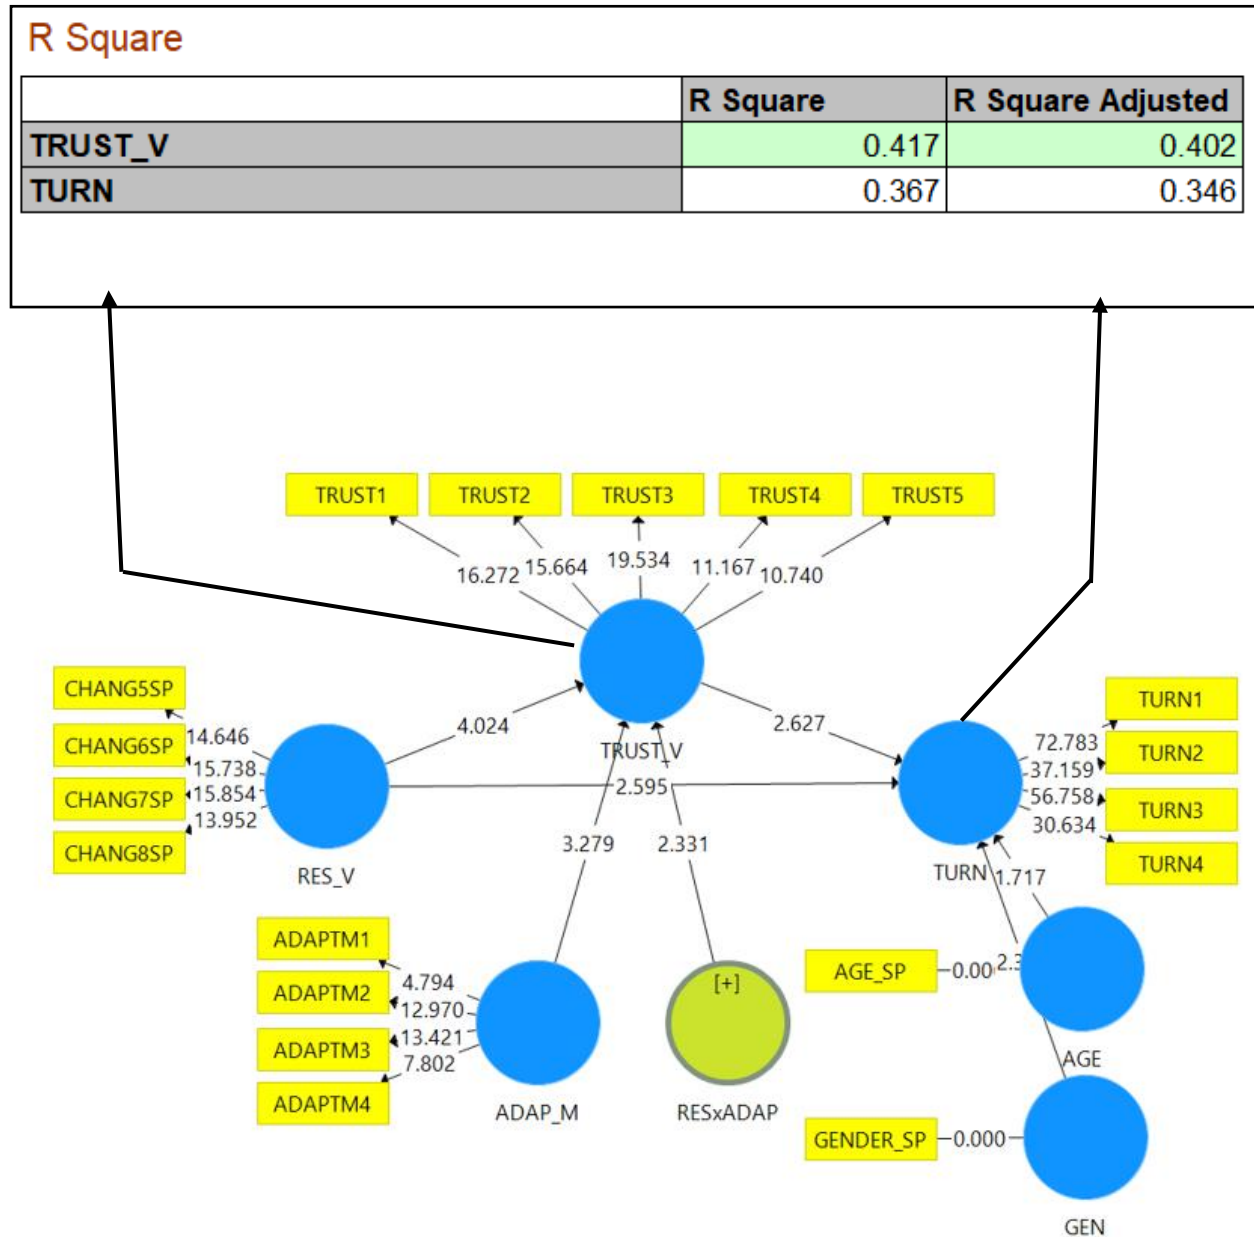 R Square
R Square R Square Adjusted
TRUST_V 0.417 0.402
TURN 0.367 0.346
TRUST1 TRUST2 TRUST3 TRUST4 TRUST5
16.272 15.664 19.534 11.167 10.740
CHANG5SP
CHANG6SP
CHANG7SP
CHANG8SP
14.646
15.738
15.854
13.952
RES_V
4.024
TRUST_V
2.627
2.595
3.279
2.331
TURN1
TURN2
TURN3
TURN4
72.783
37.159
56.758
30.634
TURN
1.717
ADAPTM1
ADAPTM2
ADAPTM3
ADAPTM4
4.794
12.970
13.421
7.802
ADAP_M
[+]
RESxADAP
AGE_SP
0.00
2.3
AGE
GENDER_SP
0.000
GEN